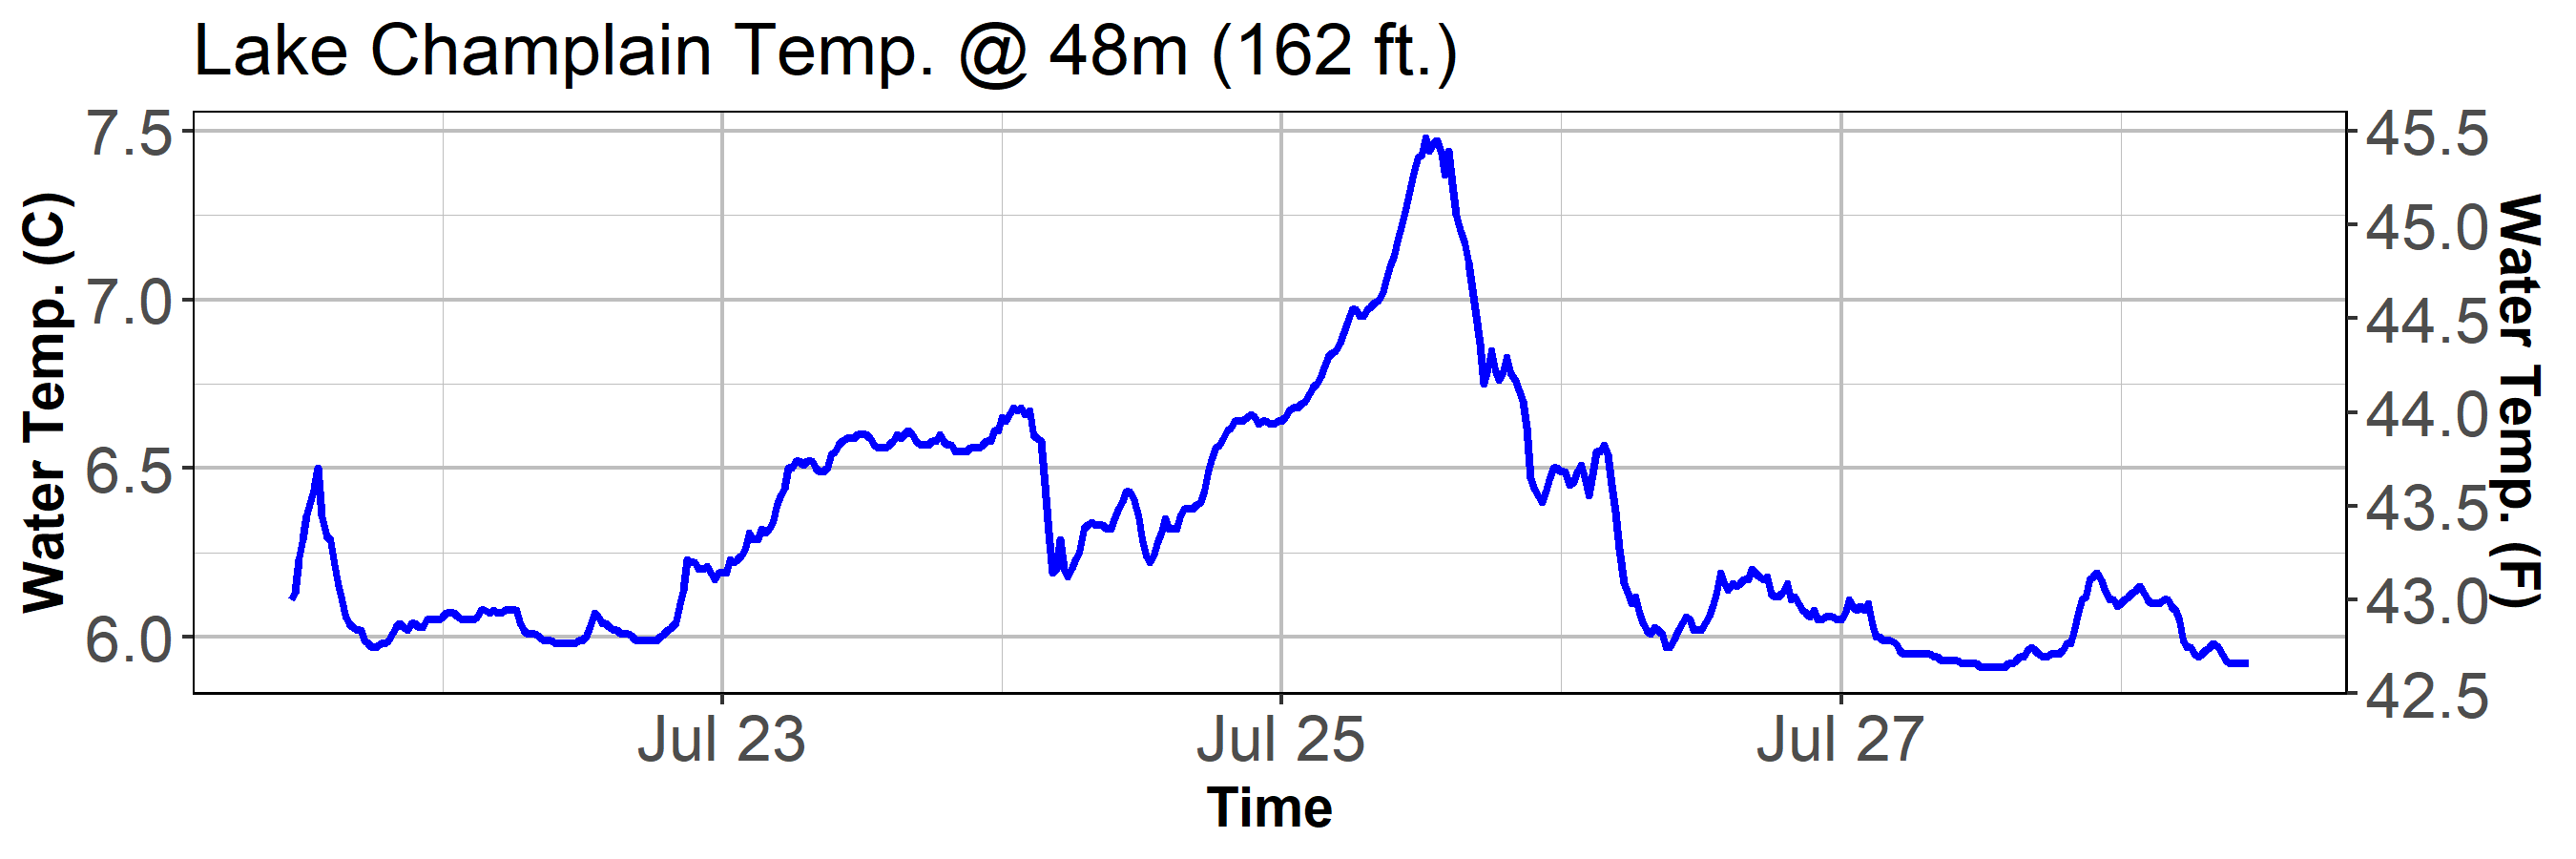 Lake Champlain Temp. @ 48m (162 ft.)
Water Temp. (C)
7.5
7.0
6.5
6.0
45.5
45.0
44.5
44.0
43.5
43.0
42.5
Water Temp. (F)
Jul 23
Jul 25
Jul 27
Time